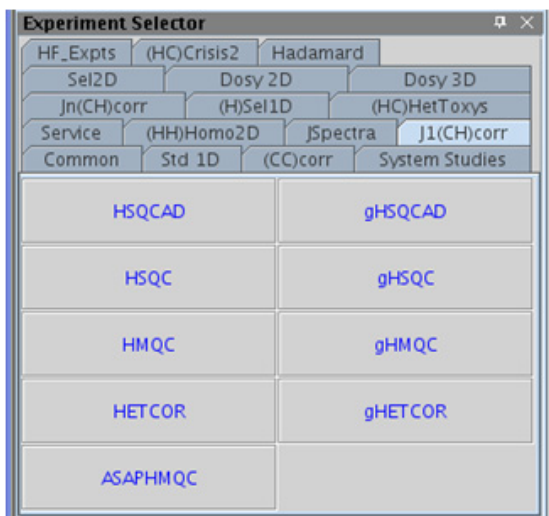 Experiment Selector
HF_Expts (HC)Crisis2 Hadamard
Sel2D Dosy 2D Dosy 3D
Jn(CH)corr (H)Sel1D (HC)HetToxys
Service (HH)Homo2D JSpectra J1(CH)corr
Common Std 1D (CC)corr System Studies
HSQCAD gHSQCAD
HSQC gHSQC
HMQC gHMQC
HETCOR gHETCOR
ASAPHMQC